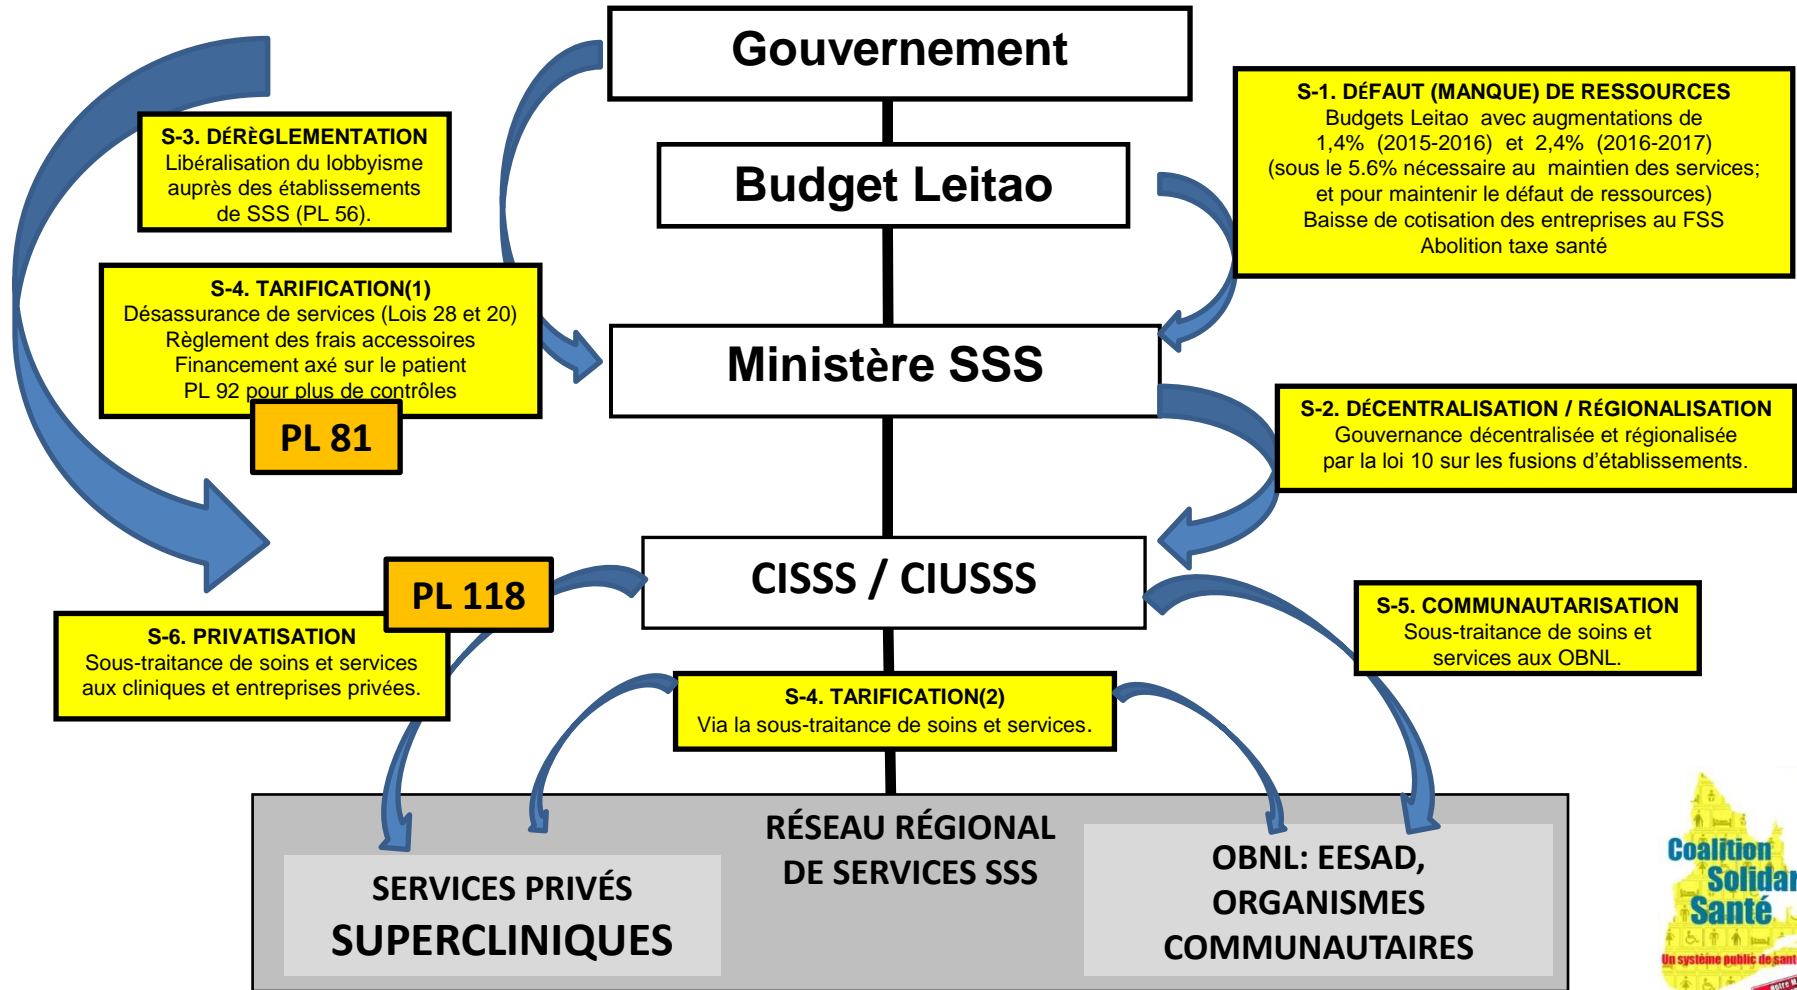 Gouvernement
S-1. DÉFAUT (MANQUE) DE RESSOURCES
Budgets Leitao avec augmentations de
1,4% (2015-2016) et 2,4% (2016-2017)
(sous le 5.6% nécessaire au maintien des services;
et pour maintenir le défaut de ressources)
Baisse de cotisation des entreprises au FSS
Abolition taxe santé
S-3. DÉRÈGLEMENTATION
Libéralisation du lobbyisme
auprès des établissements
de SSS (PL 56).
Budget Leitao
S-4. TARIFICATION(1)
Désassurance de services (Lois 28 et 20)
Règlement des frais accessoires
Financement axé sur le patient
PL 92 pour plus de contrôles
PL 81
Ministère SSS
S-2. DÉCENTRALISATION / RÉGIONALISATION
Gouvernance décentralisée et régionalisée
par la loi 10 sur les fusions d’établissements.
CISSS / CIUSSS
PL 118
S-6. PRIVATISATION
Sous-traitance de soins et services
aux cliniques et entreprises privées.
S-5. COMMUNAUTARISATION
Sous-traitance de soins et
services aux OBNL.
S-4. TARIFICATION(2)
Via la sous-traitance de soins et services.
RÉSEAU RÉGIONAL
DE SERVICES SSS
SERVICES PRIVÉS
SUPERCLINIQUES
OBNL: EESAD,
ORGANISMES
COMMUNAUTAIRES
Coalition
Solidar
Santé
Un système public de sant